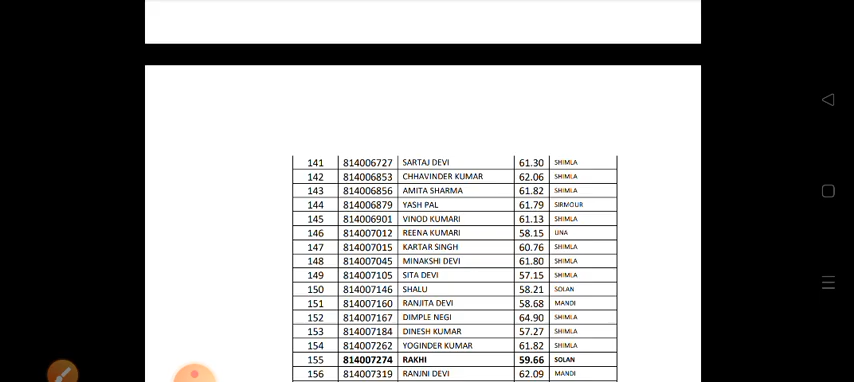 141 814006727 SARTAJ DEVI 61.30 SHIMLA
142 814006853 CHHAVINDER KUMAR 62.06 SHIMLA
143 814006856 AMITA SHARMA 61.82 SHIMLA
144 814006879 YASH PAL 61.79 SIRMOUR
145 814006901 VINOD KUMARI 61.13 SHIMLA
146 814007012 REENA KUMARI 58.15 UNA
147 814007015 KARTAR SINGH 60.76 SHIMLA
148 814007045 MINAKSHI DEVI 61.80 SHIMLA
149 814007105 SITA DEVI 57.15 SHIMLA
150 814007146 SHALU 58.21 SOLAN
151 814007160 RANJITA DEVI 58.68 MANDI
152 814007167 DIMPLE NEGI 64.90 SHIMLA
153 814007184 DINESH KUMAR 57.27 SHIMLA
154 814007262 YOGINDER KUMAR 61.82 SHIMLA
155 814007274 RAKHI 59.66 SOLAN
156 814007319 RANJNI DEVI 62.09 MANDI